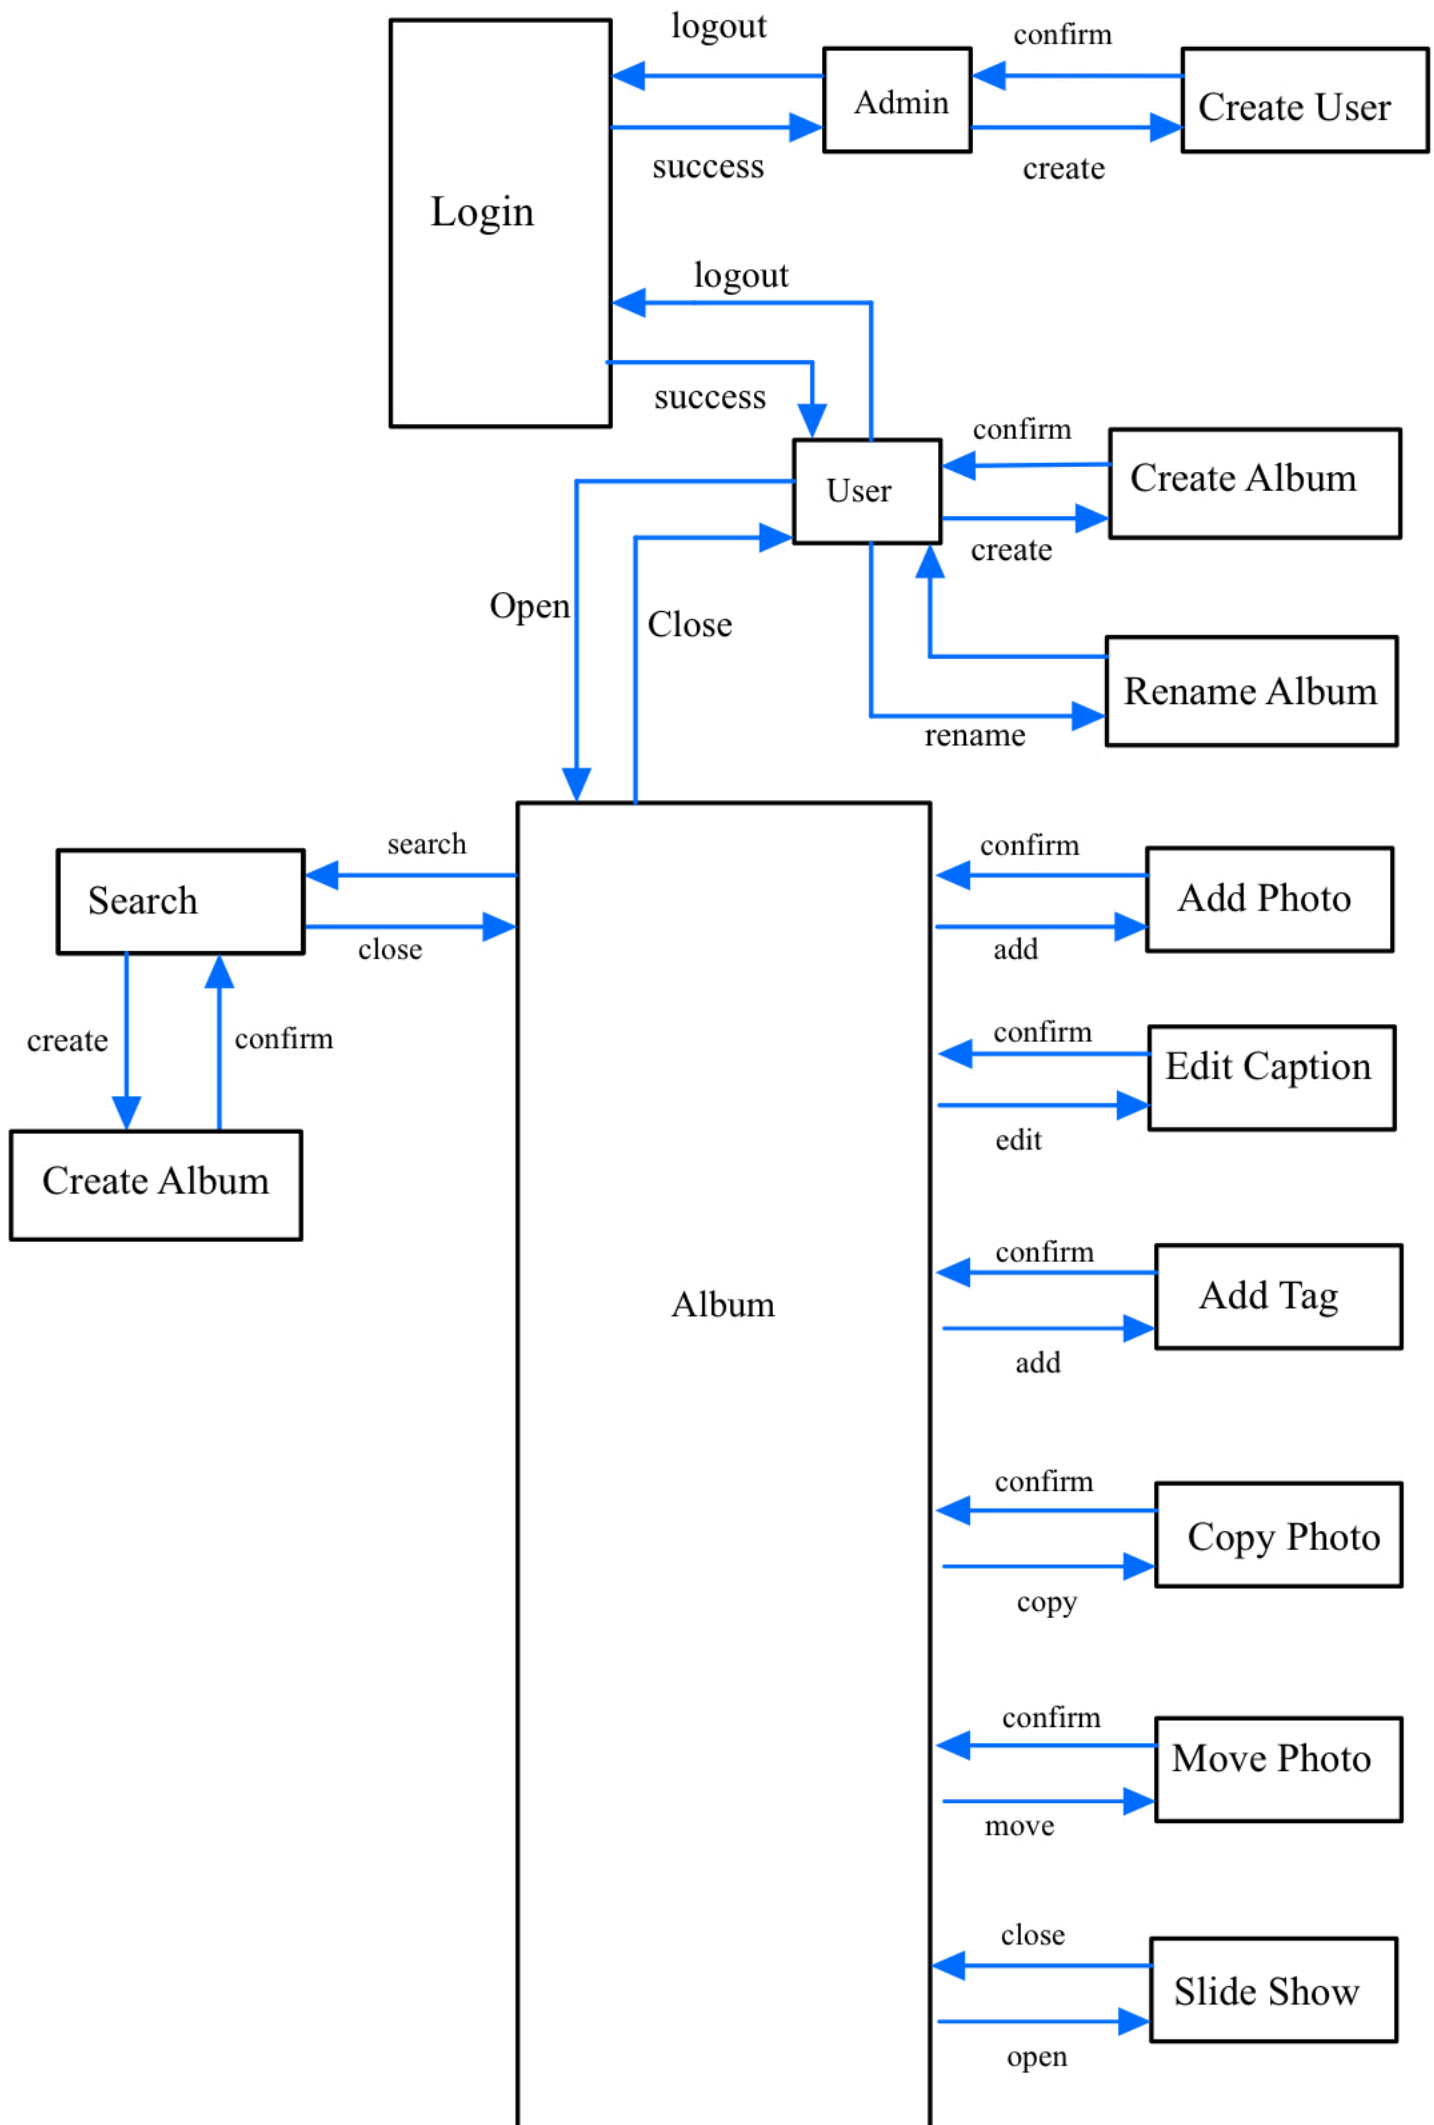 logout
confirm
Admin
Create User
success
create
Login
logout
success
confirm
User
Create Album
create
Open
Close
Rename Album
rename
search
Search
close
confirm
Add Photo
add
create
confirm
confirm
Edit Caption
edit
Create Album
confirm
Add Tag
add
Album
confirm
Copy Photo
copy
confirm
Move Photo
move
close
Slide Show
open